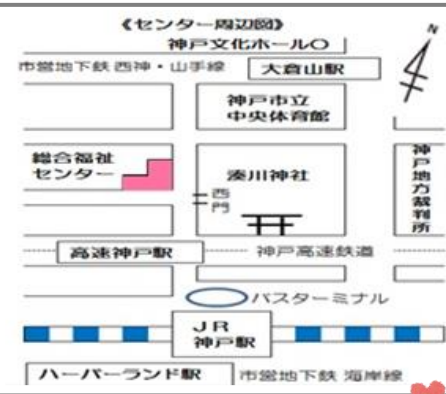 《センター周辺図》
神戸文化ホール〇
N
市営地下鉄 西神・山手線
大倉山駅
神戸市立
中央体育館
総合福祉
センター
湊川神社
西門
神戸地方裁判所
高速神戸駅
神戸高速鉄道
バスターミナル
JR
神戸駅
ハーバーランド駅
市営地下鉄 海岸線